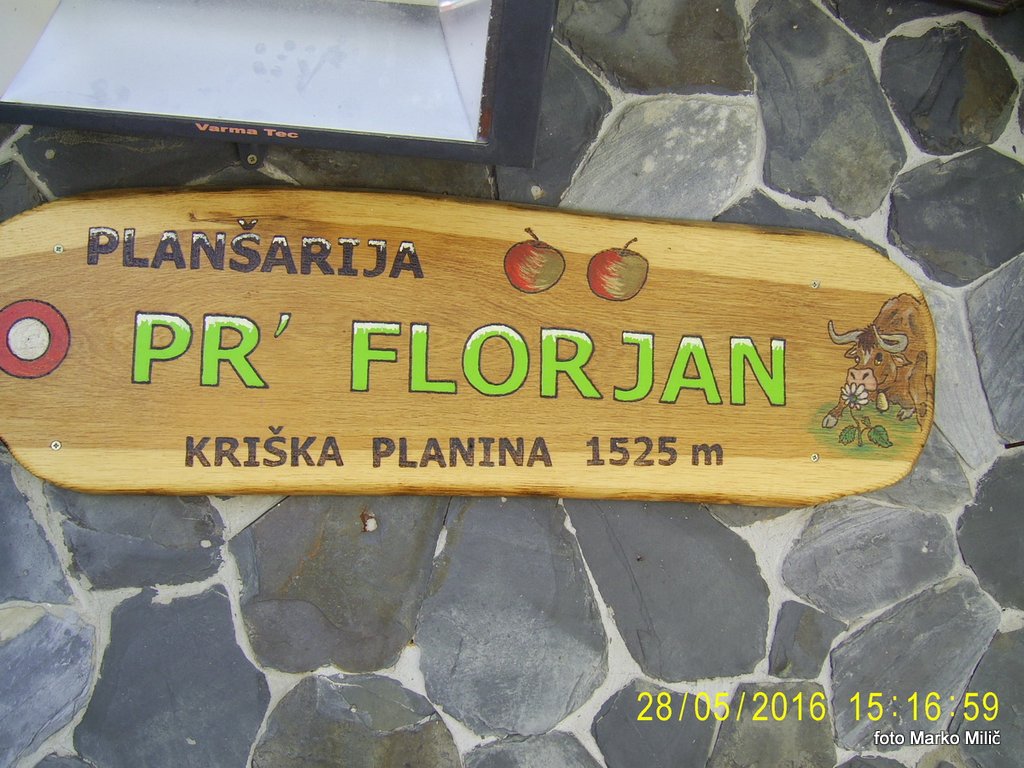 Varma Tec
PLANŠARIJA
PR' FLORJAN
KRIŠKA PLANINA 1525 m
28/05/2016 15:16:59
foto Marko Milič